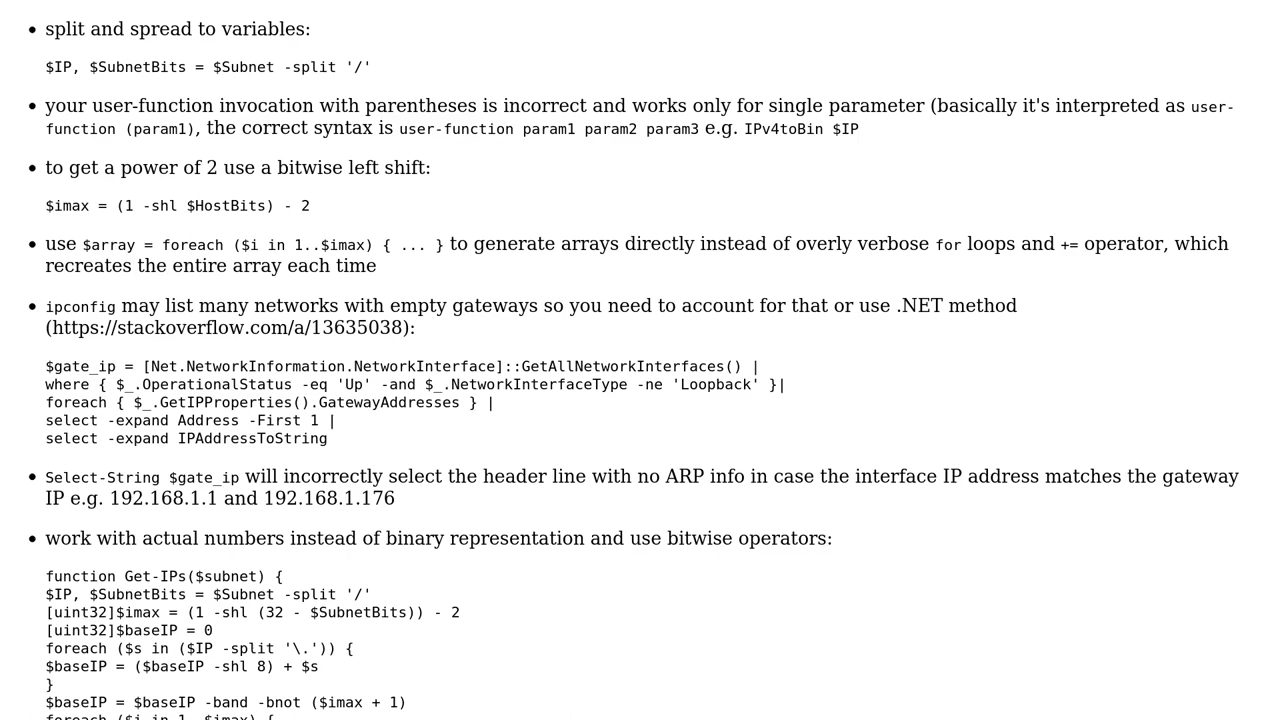 split and spread to variables:
$IP, $SubnetBits = $Subnet -split '/'
your user-function invocation with parentheses is incorrect and works only for single parameter (basically it's interpreted as user-
function (param1), the correct syntax is user-function param1 param2 param3 e.g. IPv4toBin $IP
to get a power of 2 use a bitwise left shift:
$imax = (1 -shl $HostBits) - 2
use $array = foreach ($i in 1..$imax) { ... } to generate arrays directly instead of overly verbose for loops and += operator, which
recreates the entire array each time
ipconfig may list many networks with empty gateways so you need to account for that or use .NET method
(https://stackoverflow.com/a/13635038):
$gate_ip = [Net.NetworkInformation.NetworkInterface]::GetAllNetworkInterfaces() |
where { $_.OperationalStatus -eq 'Up' -and $_.NetworkInterfaceType -ne 'Loopback' }|
foreach { $_.GetIPProperties().GatewayAddresses } |
select -expand Address -First 1 |
select -expand IPAddressToString
Select-String $gate_ip will incorrectly select the header line with no ARP info in case the interface IP address matches the gateway
IP e.g. 192.168.1.1 and 192.168.1.176
work with actual numbers instead of binary representation and use bitwise operators:
function Get-IPs($subnet) {
$IP, $SubnetBits = $Subnet -split '/'
[uint32]$imax = (1 -shl (32 - $SubnetBits)) - 2
[uint32]$baseIP = 0
foreach ($s in ($IP -split '\.')) {
$baseIP = ($baseIP -shl 8) + $s
}
$baseIP = $baseIP -band -bnot ($imax + 1)
foreach ($i in 1..$imax) {